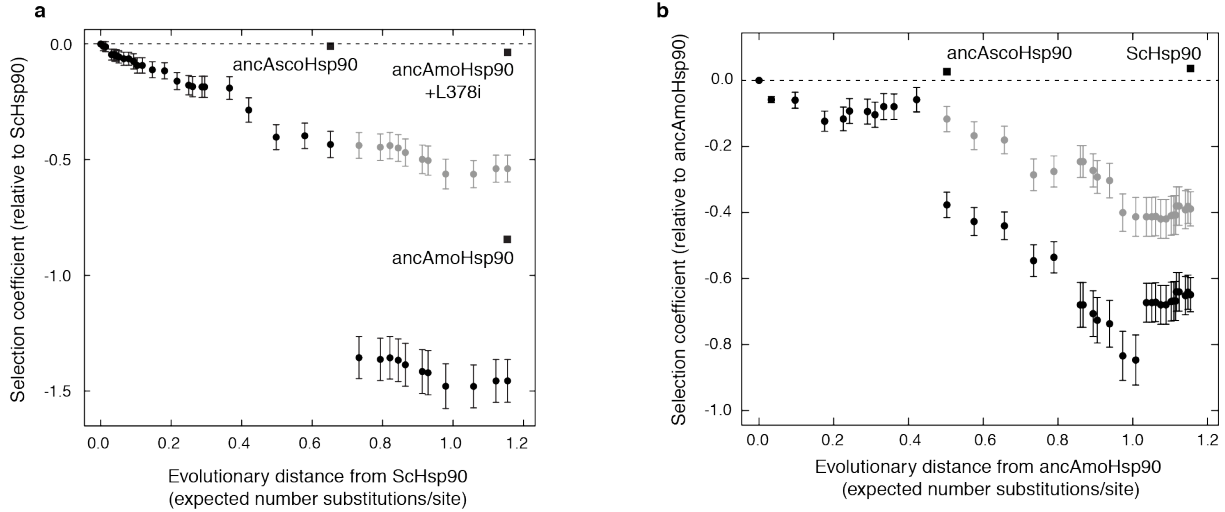 a
Selection coefficient (relative to ScHsp90)
0.0
-0.5
-1.0
-1.5
ancAscoHsp90
ancAmoHsp90
+L378i
ancAmoHsp90
0.0 0.2 0.4 0.6 0.8 1.0 1.2
Evolutionary distance from ScHsp90
(expected number substitutions/site)
b
Selection coefficient (relative to ancAmoHsp90)
0.0
-0.2
-0.4
-0.6
-0.8
-1.0
ancAscoHsp90
ScHsp90
0.0 0.2 0.4 0.6 0.8 1.0 1.2
Evolutionary distance from ancAmoHsp90
(expected number substitutions/site)